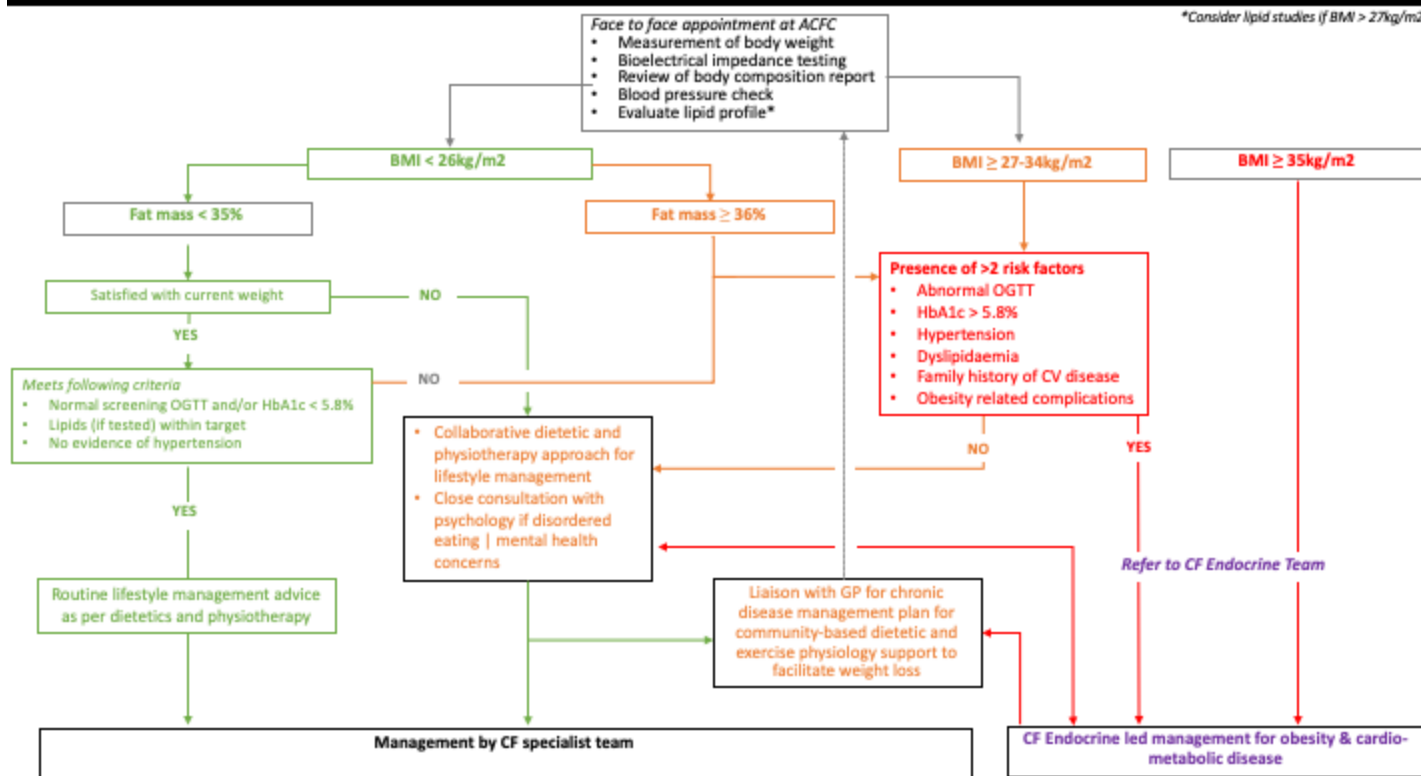 *Consider lipid studies if BMI > 27kg/m2
Face to face appointment at ACFC
• Measurement of body weight
• Bioelectrical impedance testing
• Review of body composition report
• Blood pressure check
• Evaluate lipid profile*
BMI < 26kg/m2
BMI ≥ 27-34kg/m2
BMI ≥ 35kg/m2
Fat mass < 35%
Fat mass ≥ 36%
Satisfied with current weight
NO
YES
Presence of >2 risk factors
• Abnormal OGTT
• HbA1c > 5.8%
• Hypertension
• Dyslipidaemia
• Family history of CV disease
• Obesity related complications
Meets following criteria
• Normal screening OGTT and/or HbA1c < 5.8%
• Lipids (if tested) within target
• No evidence of hypertension
NO
• Collaborative dietetic and
physiotherapy approach for
lifestyle management
• Close consultation with
psychology if disordered
eating | mental health
concerns
NO
YES
YES
Refer to CF Endocrine Team
Routine lifestyle management advice
as per dietetics and physiotherapy
Liaison with GP for chronic
disease management plan for
community-based dietetic and
exercise physiology support to
facilitate weight loss
Management by CF specialist team
CF Endocrine led management for obesity & cardio-
metabolic disease